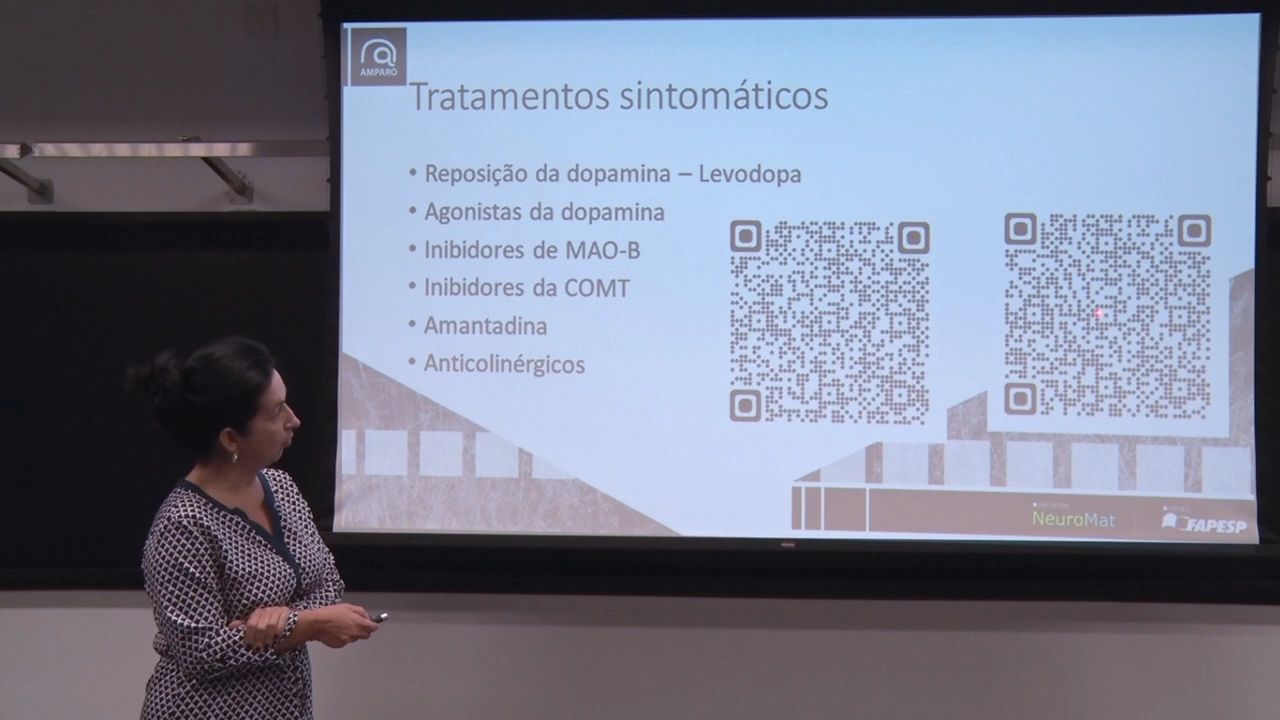 AMPARO
Tratamentos sintomáticos
• Reposição da dopamina – Levodopa
• Agonistas da dopamina
• Inibidores de MAO-B
• Inibidores da COMT
• Amantadina
• Anticolinérgicos
NeuroMat
FAPESP